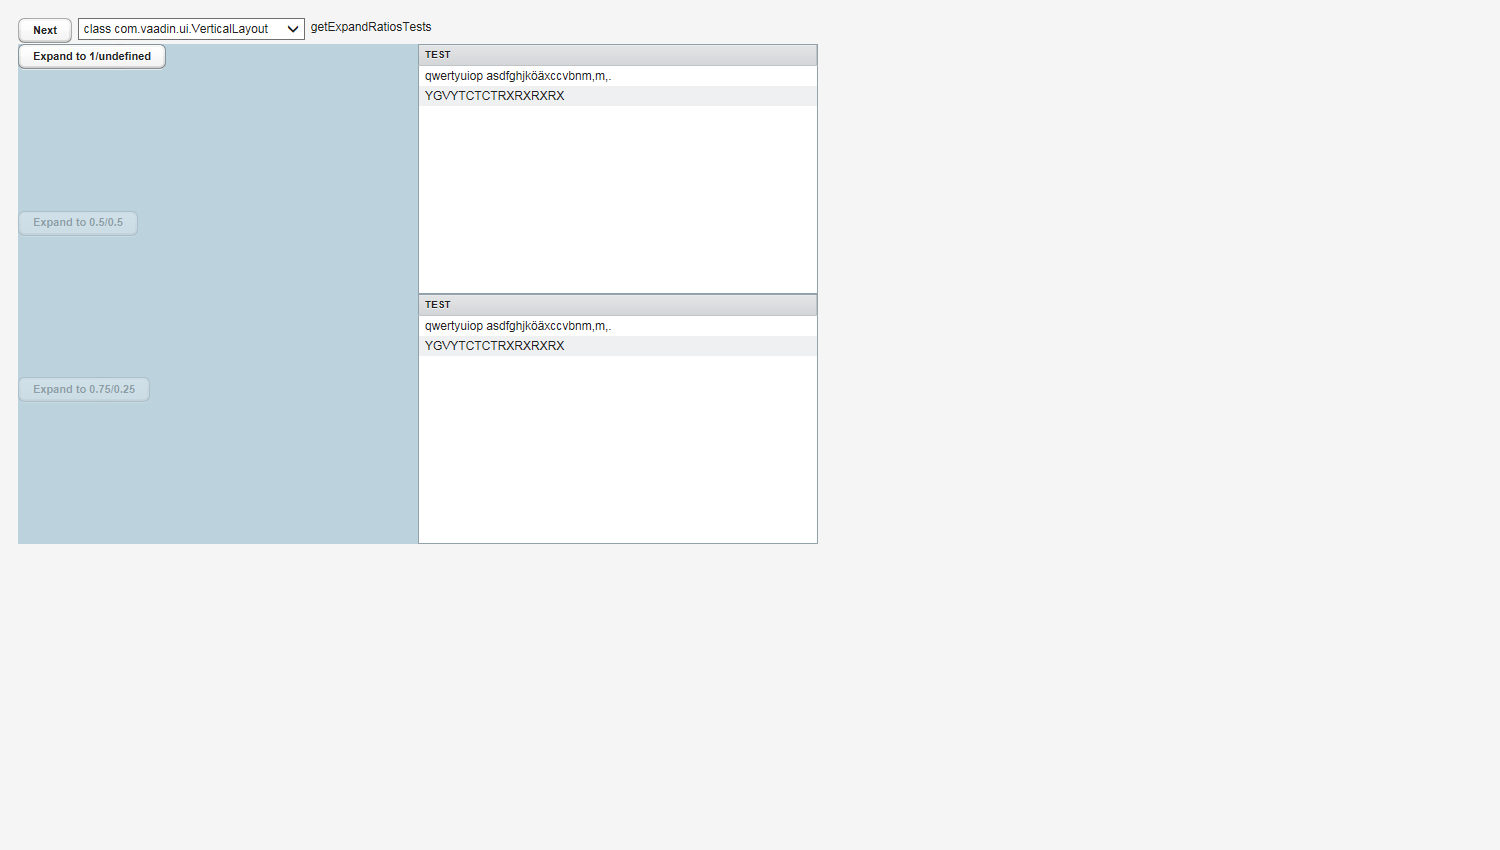 Next
class com.vaadin.ui.VerticalLayout
getExpandRatiosTests
Expand to 1/undefined
TEST
qwertyuiop asdfghjköäxccvbnm,m,.
YGVYTCTCTRXRXRXRX
Expand to 0.5/0.5
TEST
qwertyuiop asdfghjköäxccvbnm,m,.
YGVYTCTCTRXRXRXRX
Expand to 0.75/0.25